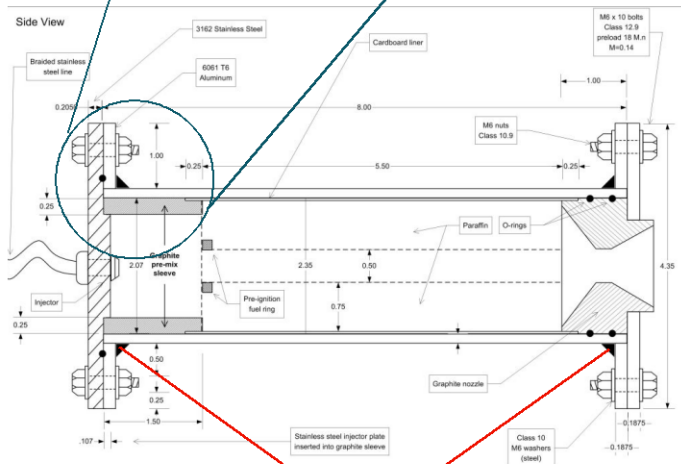 Side View
3162 Stainless Steel
M6 x 10 bolts
Class 12.9
preload 18 M.n
M=0.14
Cardboard liner
Braided stainless
steel line
6061 T6
Aluminum
1.00
0.205
8.00
M6 nuts
Class 10.9
1.00
0.25
5.50
0.25
0.25
Paraffin
O-rings
Graphite
pre-mix
sleeve
2.07
2.35
0.50
4.35
Injector
Pre-ignition
fuel ring
0.75
0.25
0.50
Graphite nozzle
0.25
1.50
.107
Stainless steel injector plate
inserted into graphite sleeve
Class 10
M6 washers
(steel)
0.1875
0.1875